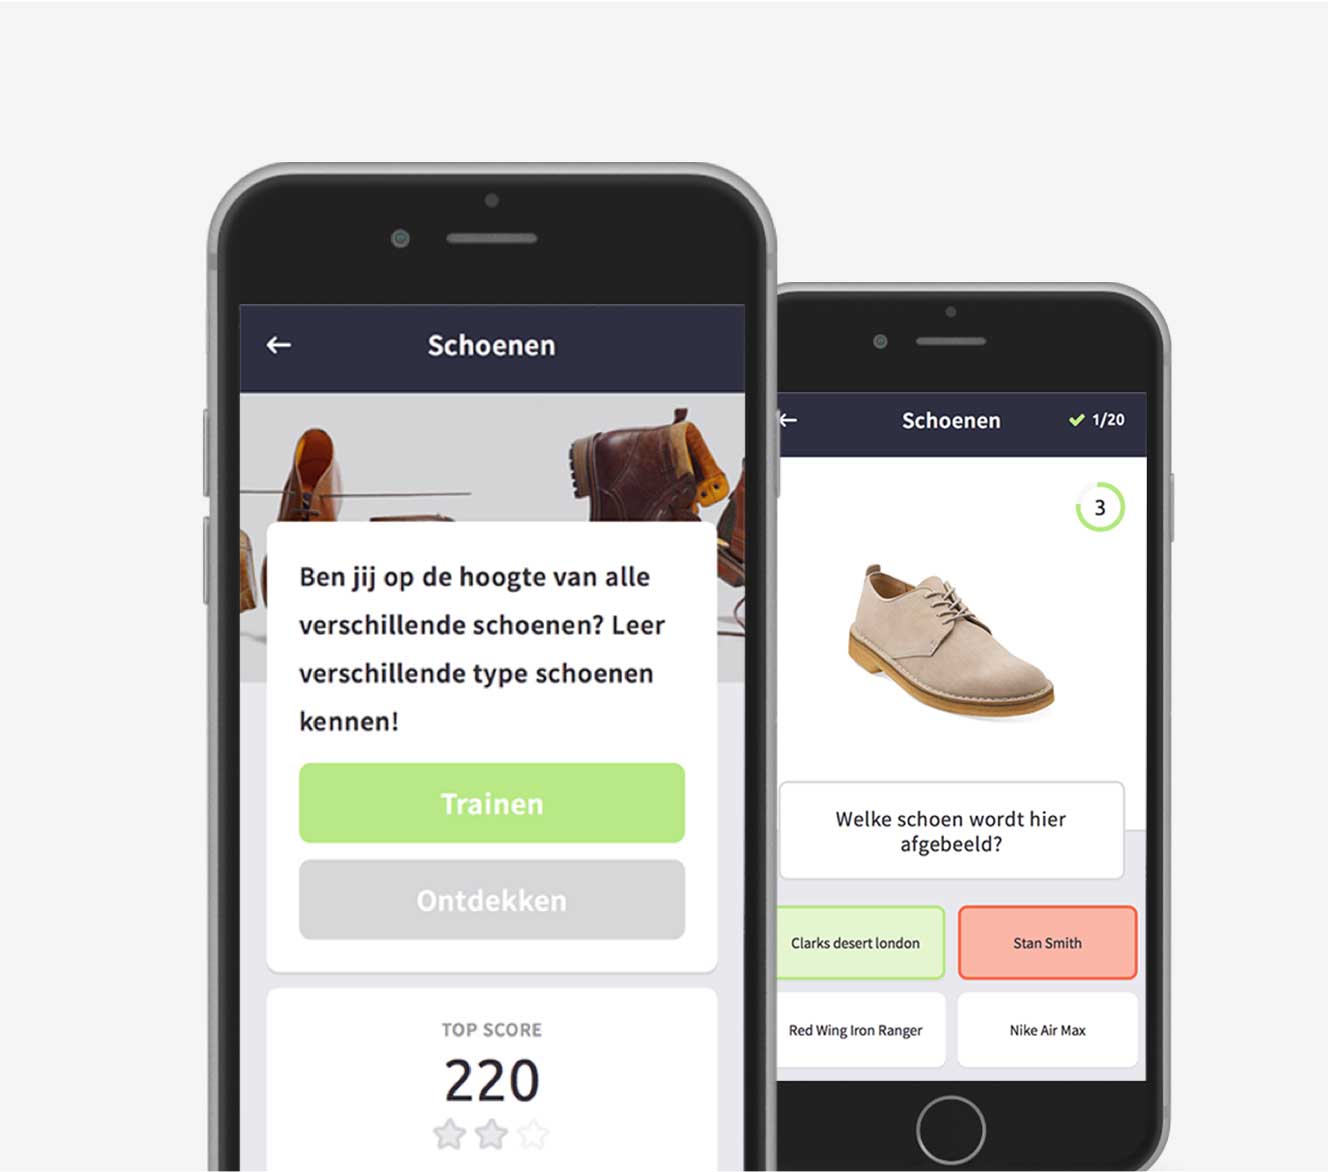 Schoenen
Ben jij op de hoogte van alle
verschillende schoenen? Leer
verschillende type schoenen
kennen!
Trainen
Ontdekken
TOP SCORE
220
Schoenen
1/20
3
Welke schoen wordt hier
afgebeeld?
Clarks desert london
Stan Smith
Red Wing Iron Ranger
Nike Air Max